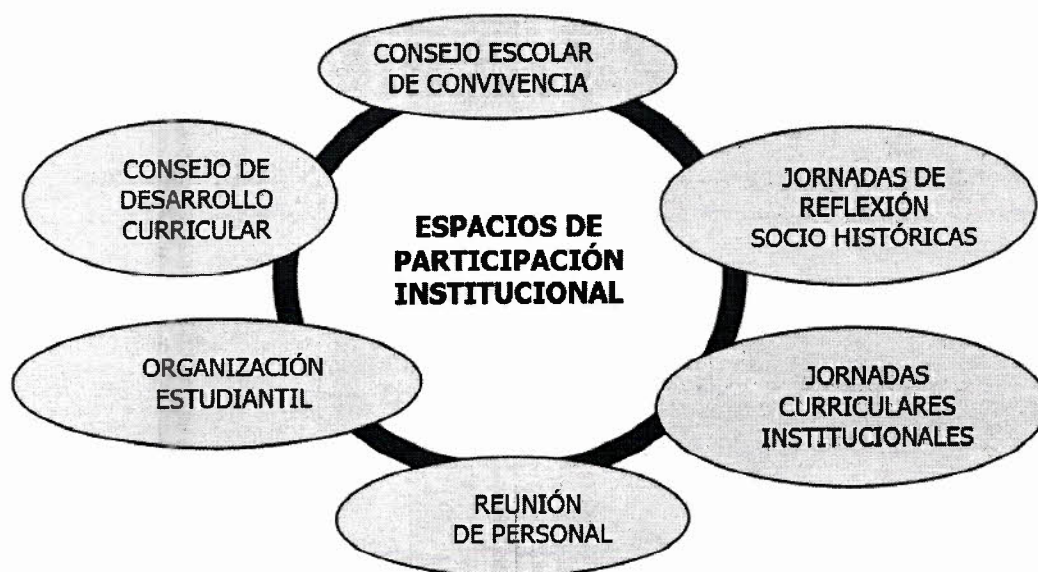 CONSEJO ESCOLAR
DE CONVIVENCIA
JORNADAS DE
REFLEXIÓN
SOCIO HISTÓRICAS
JORNADAS
CURRICULARES
INSTITUCIONALES
REUNIÓN
DE PERSONAL
ORGANIZACIÓN
ESTUDIANTIL
CONSEJO DE
DESARROLLO
CURRICULAR
ESPACIOS DE
PARTICIPACIÓN
INSTITUCIONAL